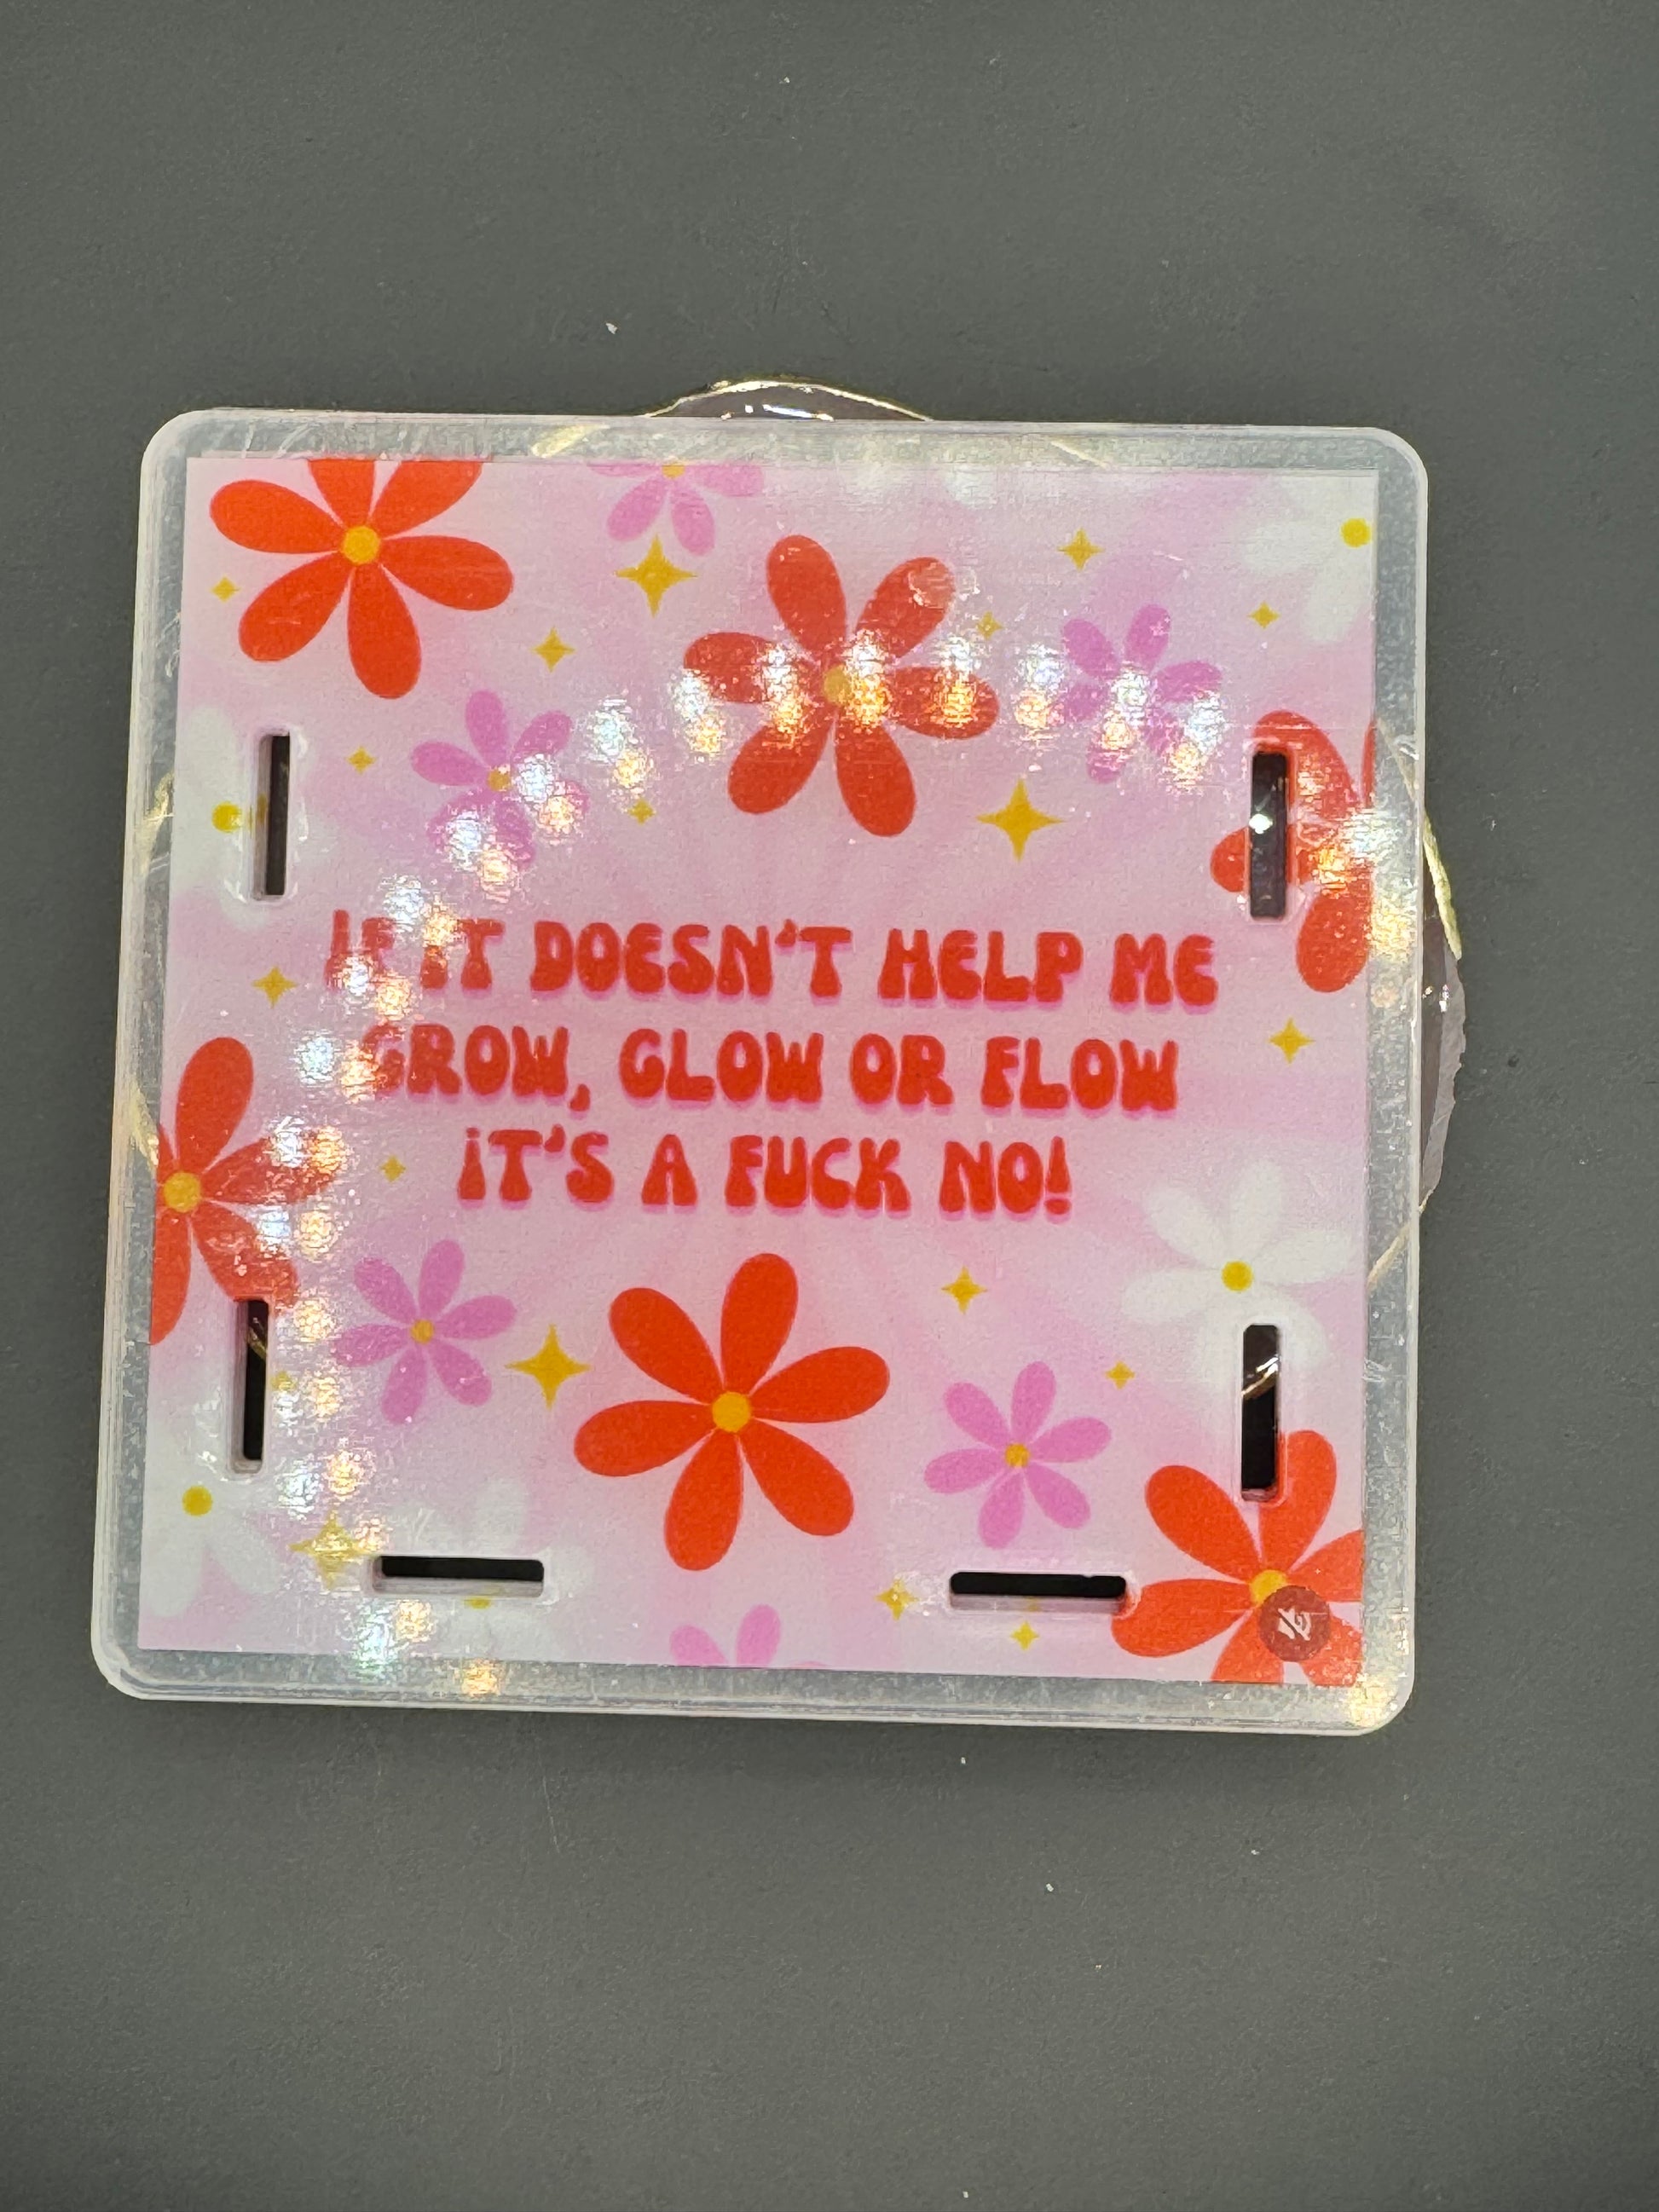 IF IT DOESN'T HELP ME
GROW, GLOW OR FLOW
IT'S A FUCK NO!